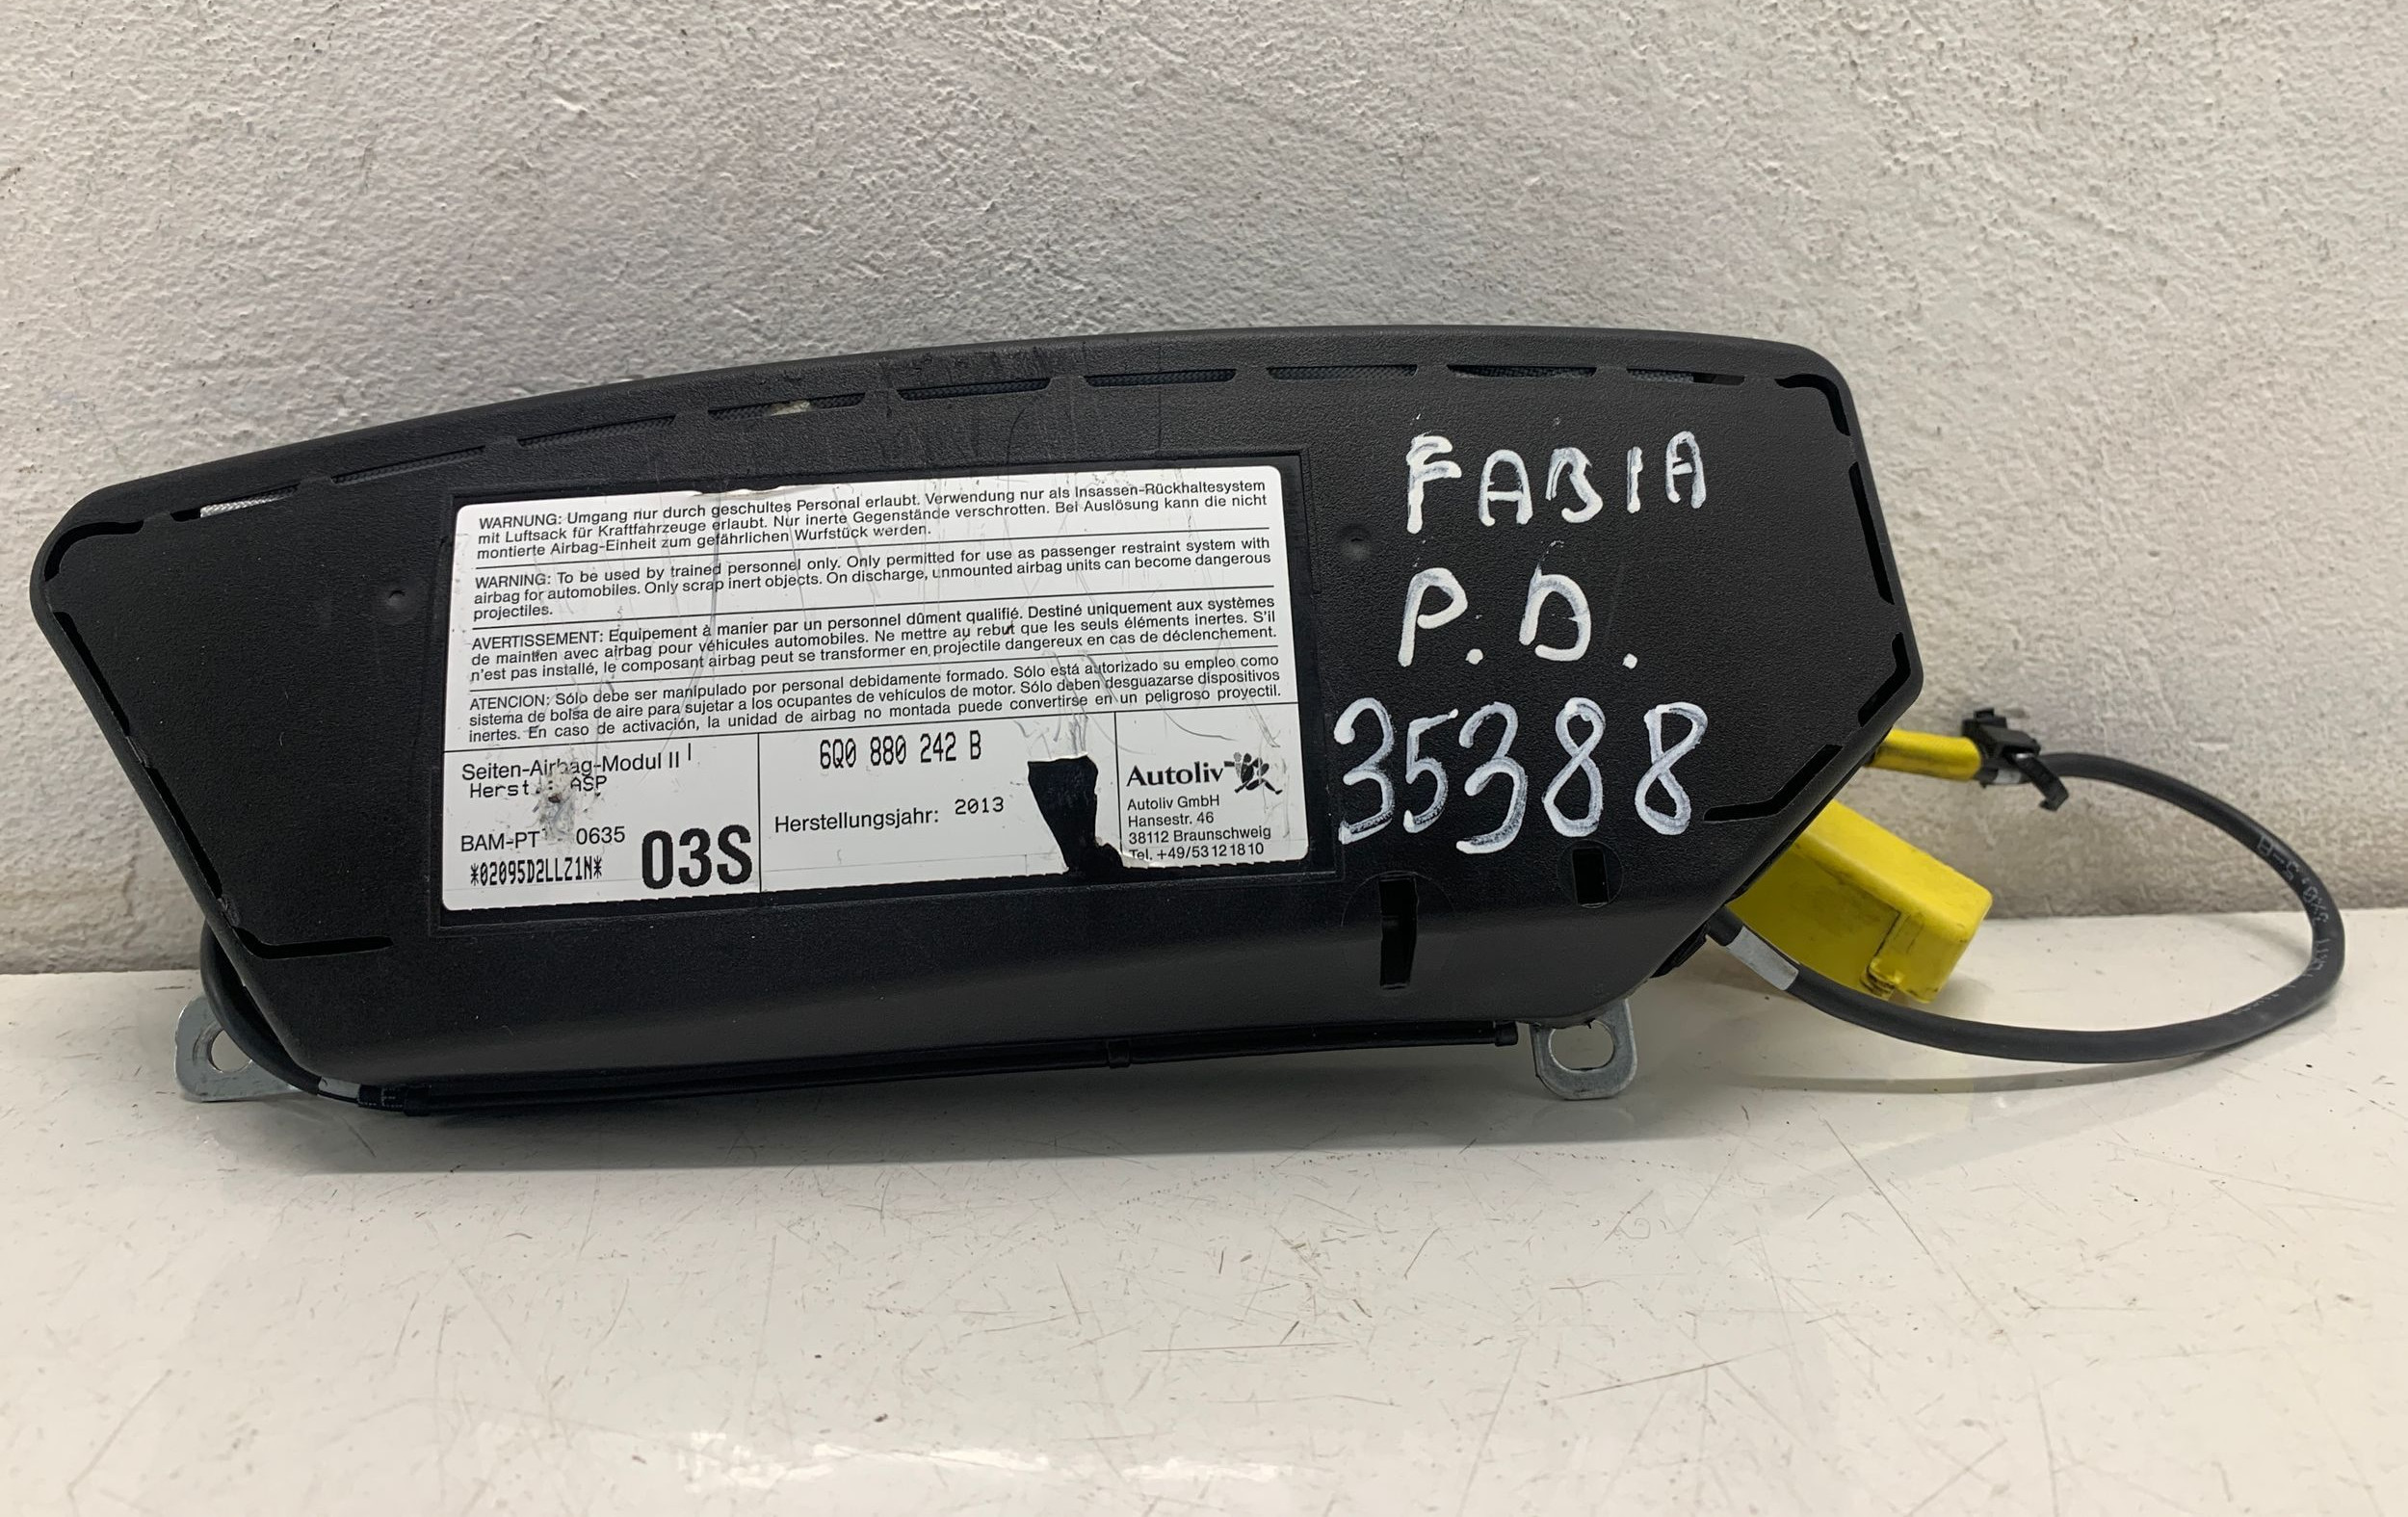 WARNUNG: Umgang nur durch geschultes Personal erlaubt. Verwendung nur als Insassen-Rückhaltesystem
mit Luftsack für Kraftfahrzeuge erlaubt. Nur inerte Gegenstände verschrotten. Bei Auslösung kann die nicht
montierte Airbag-Einheit zum gefährlichen Wurfstück werden.
WARNING: To be used by trained personnel only. Only permitted for use as passenger restraint system with
airbag for automobiles. Only scrap inert objects. On discharge, unmounted airbag units can become dangerous
projectiles.
AVERTISSEMENT: Equipement à manier par un personnel dûment qualifié. Destiné uniquement aux systèmes
de maintien avec airbag pour véhicules automobiles. Ne mettre au rebut que les seuls éléments inertes. S'il
n'est pas installé, le composant airbag peut se transformer en projectile dangereux en cas de déclenchement.
ATENCION: Sólo debe ser manipulado por personal debidamente formado. Sólo está autorizado su empleo como
sistema de bolsa de aire para sujetar a los ocupantes de vehículos de motor. Sólo deben desguazarse dispositivos
inertes. En caso de activación, la unidad de airbag no montada puede convertirse en un peligroso proyectil.
Seiten-Airbag-Modul II
Herst.: ASP
BAM-PT 0635
*02095D2LLZ1N*
03S
6Q0 880 242 B
Herstellungsjahr: 2013
Autoliv
Autoliv GmbH
Hansestr. 46
38112 Braunschweig
Tel. +49/53121810
FABIA
P.D.
35388